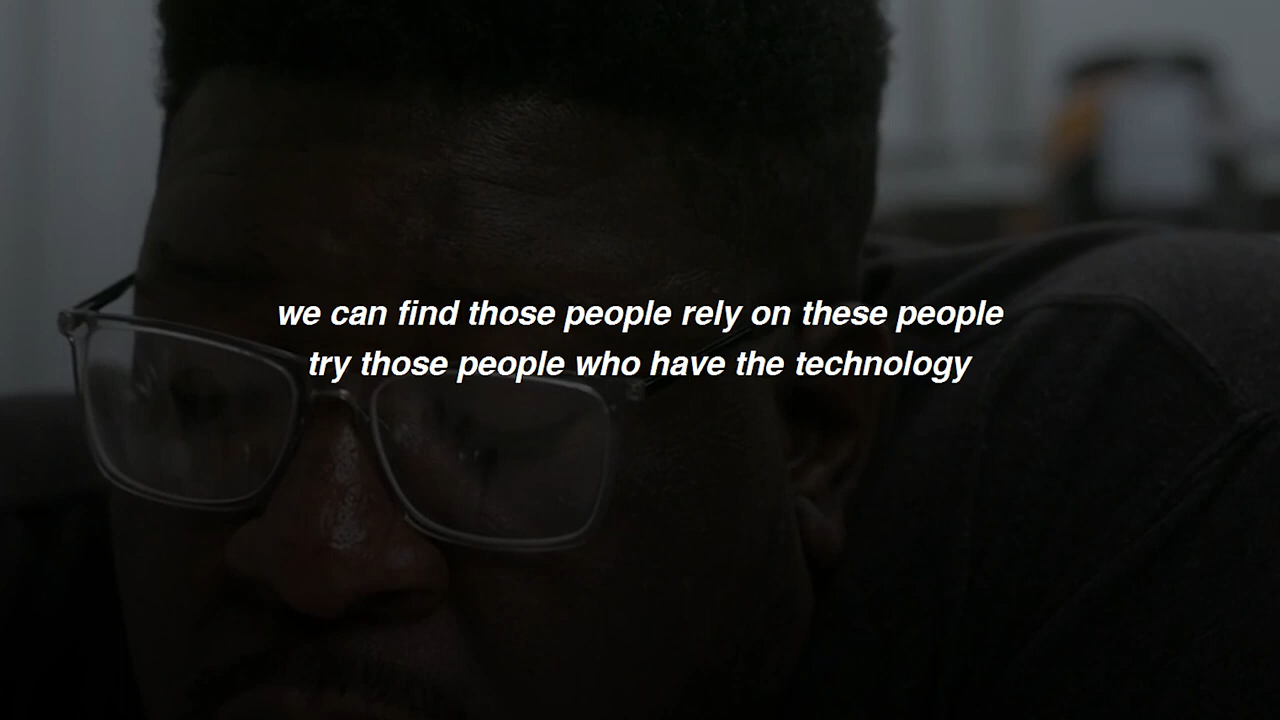 we can find those people rely on these people
try those people who have the technology